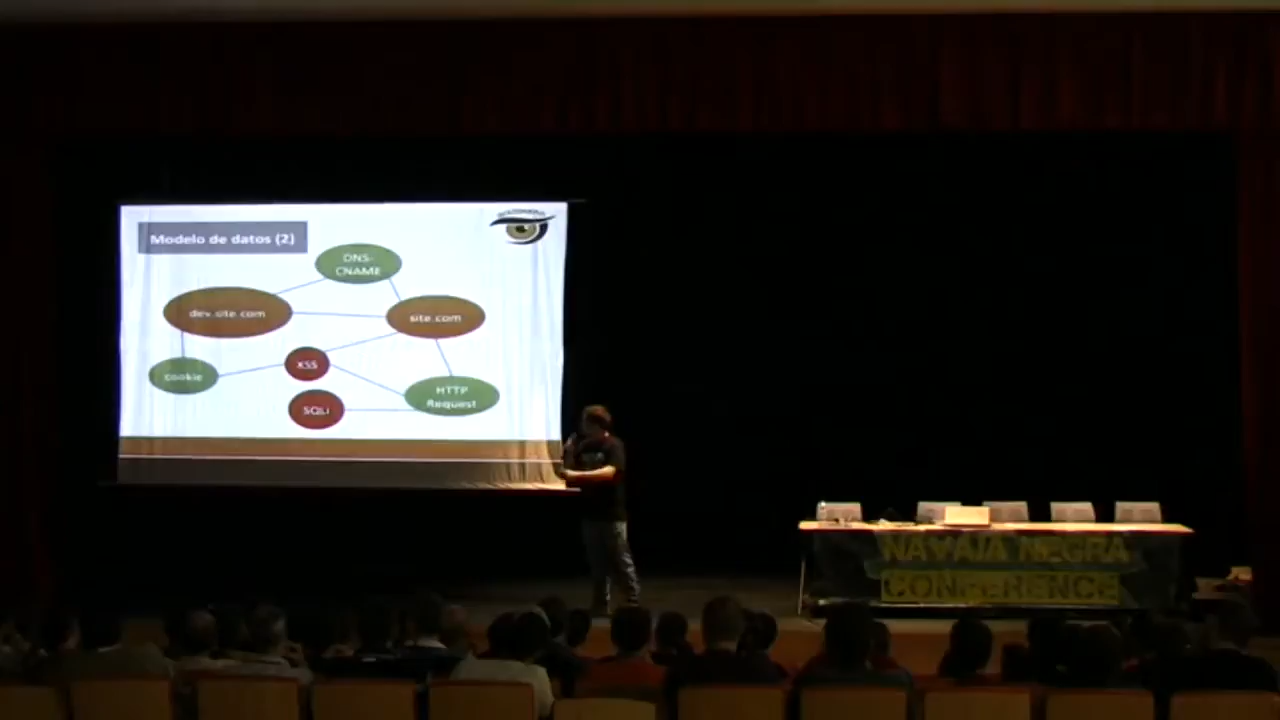 Modelo de datos (2)
DNS-
CNAME
dev.site.com
site.com
XSS
cookie
HTTP
Request
SQLi
NAVAJA NEGRA
CONFERENCE